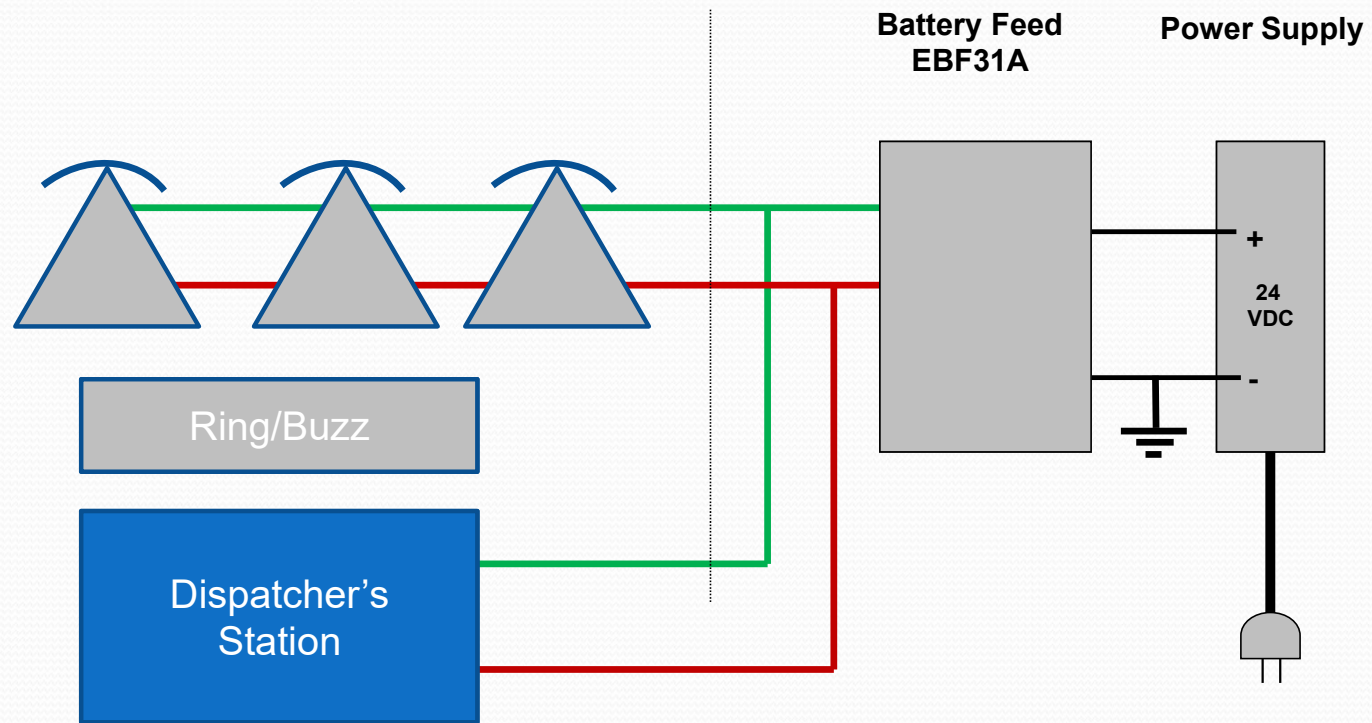 Battery Feed
EBF31A
Power Supply
+
24
VDC
-
Ring/Buzz
Dispatcher’s
Station